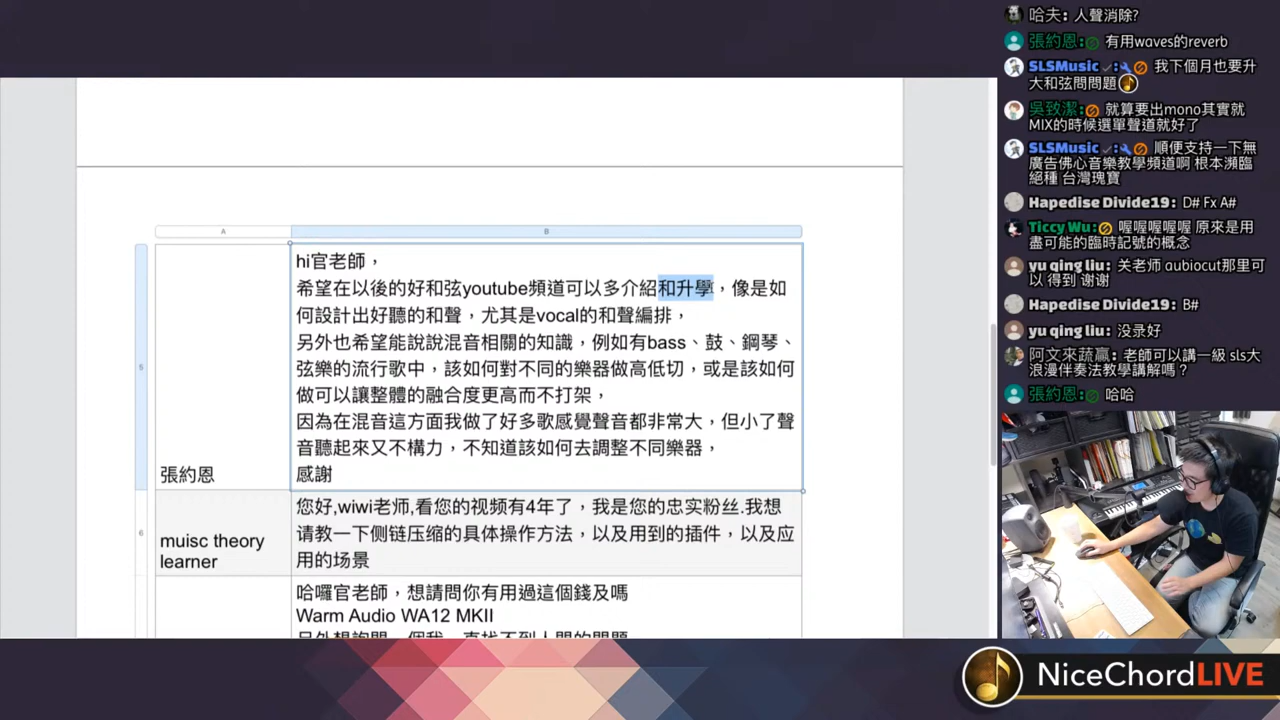 A
B
5
hi官老師，
希望在以後的好和弦youtube頻道可以多介紹和升學，像是如
何設計出好聽的和聲，尤其是vocal的和聲編排，
另外也希望能說說混音相關的知識，例如有bass、鼓、鋼琴、
弦樂的流行歌中，該如何對不同的樂器做高低切，或是該如何
做可以讓整體的融合度更高而不打架，
因為在混音這方面我做了好多歌感覺聲音都非常大，但小了聲
音聽起來又不構力，不知道該如何去調整不同樂器，
感謝
張約恩
6
muisc theory
learner
您好,wiwi老师,看您的视频有4年了，我是您的忠实粉丝.我想
请教一下侧链压缩的具体操作方法，以及用到的插件，以及应
用的场景
哈囉官老師，想請問你有用過這個錢及嗎
Warm Audio WA12 MKII
哈夫: 人聲消除?
張約恩: 有用waves的reverb
SLSMusic: 我下個月也要升
大和弦問問題
吳致潔: 就算要出mono其實就
MIX的時候選單聲道就好了
SLSMusic: 順便支持一下無
廣告佛心音樂教學頻道啊 根本瀕臨
絕種 台灣瑰寶
Hapedise Divide19: D# Fx A#
Ticcy Wu: 喔喔喔喔喔 原來是用
盡可能的臨時記號的概念
yu qing liu: 关老师 aubiocut那里可
以 得到 谢谢
Hapedise Divide19: B#
yu qing liu: 没录好
阿文來蔬贏: 老師可以講一級 sls大
浪漫伴奏法教學講解嗎？
張約恩: 哈哈
NiceChordLIVE